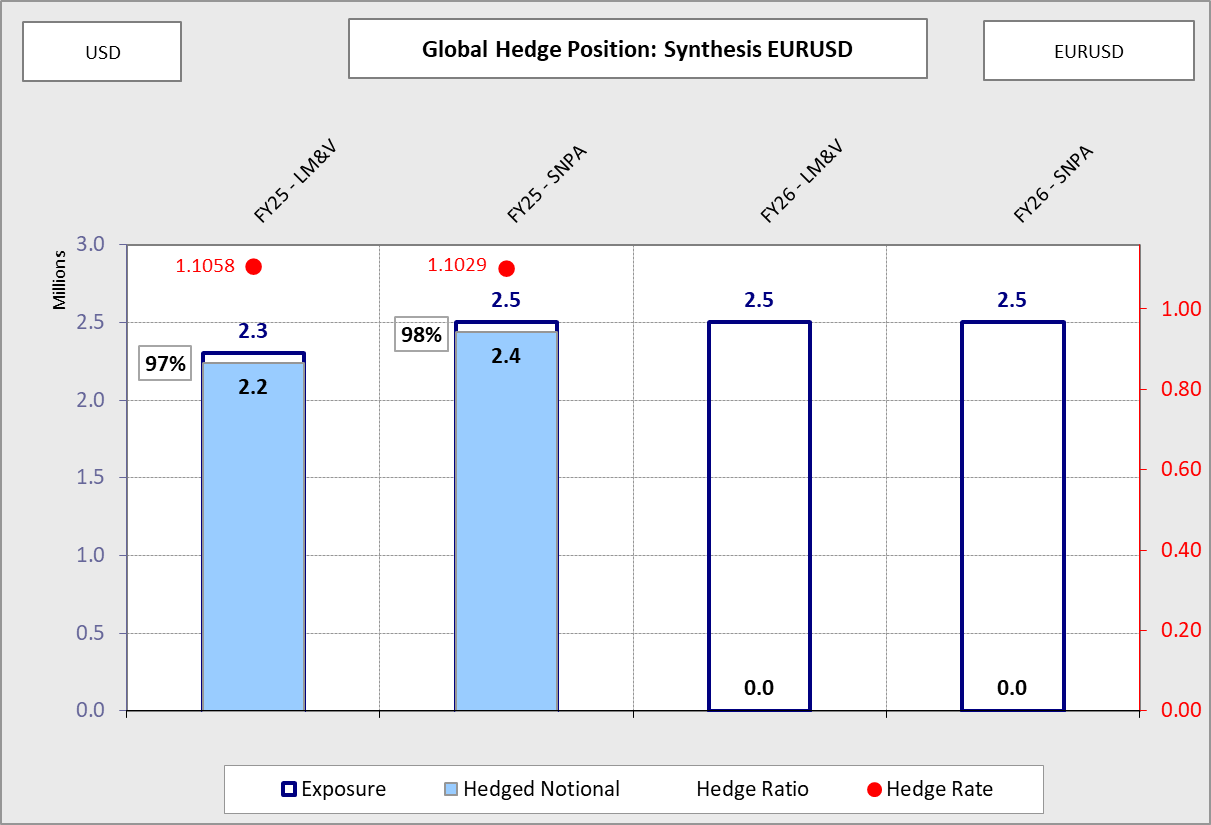 USD
Global Hedge Position: Synthesis EURUSD
EURUSD
FY25 - LM&V
FY25 - SNPA
FY26 - LM&V
FY26 - SNPA
Millions
3.0
2.5
2.0
1.5
1.0
0.5
0.0
1.1058
1.1029
2.3
2.5
2.5
2.5
97%
98%
2.2
2.4
0.0
0.0
1.00
0.80
0.60
0.40
0.20
0.00
Exposure
Hedged Notional
Hedge Ratio
Hedge Rate